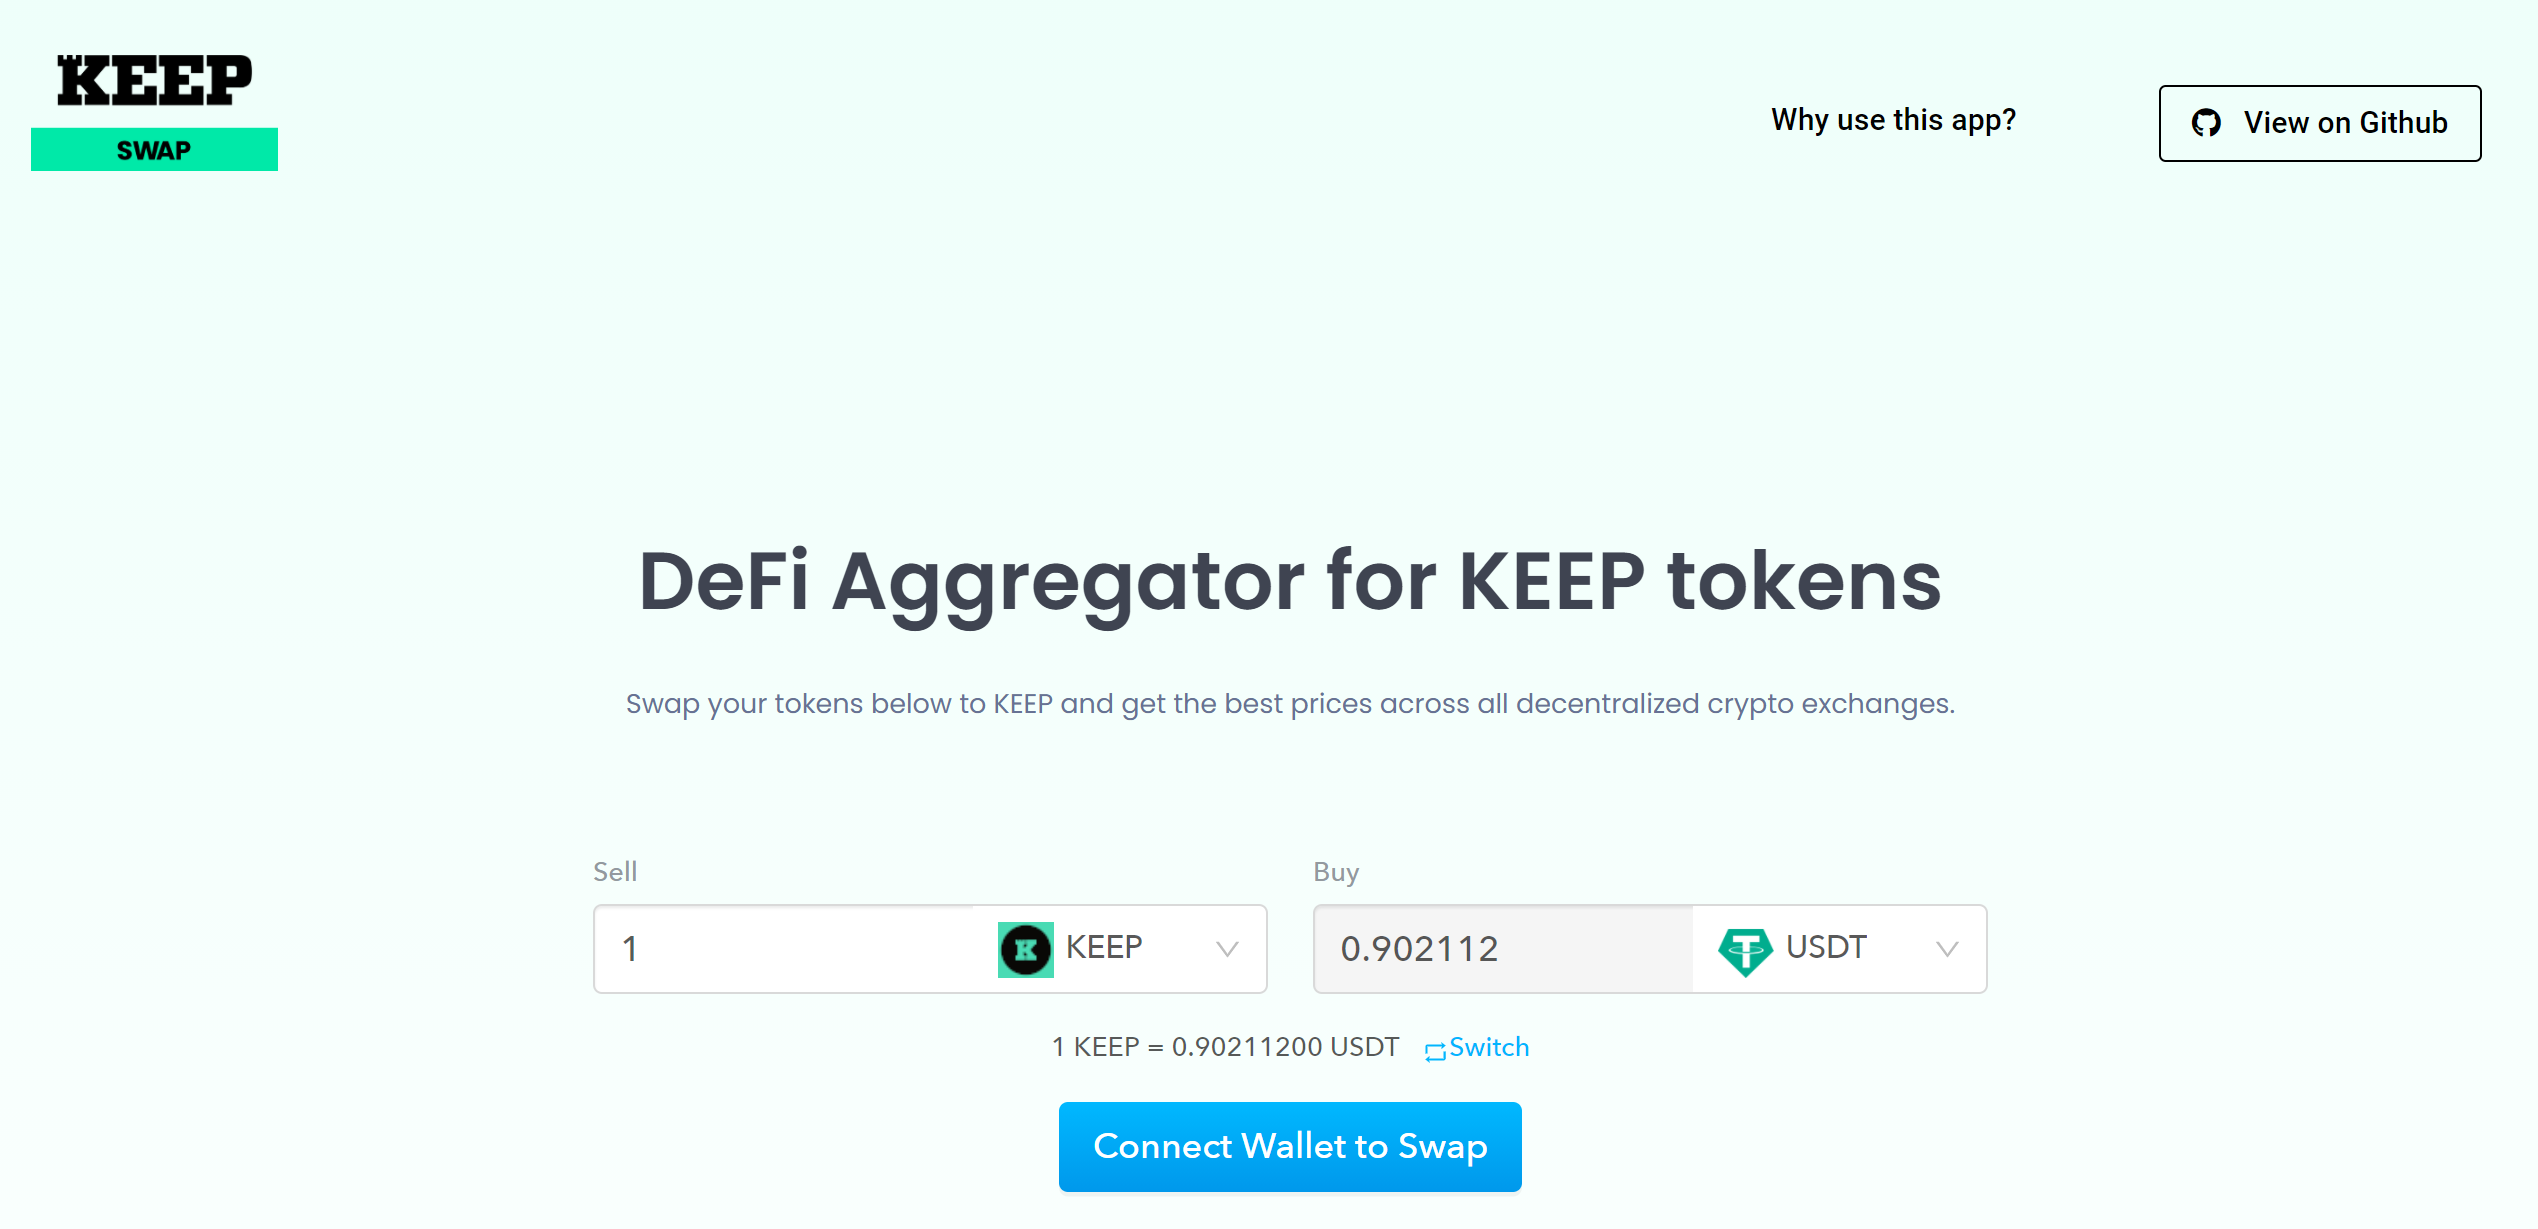 KEEP
SWAP
Why use this app?
View on Github
DeFi Aggregator for KEEP tokens
Swap your tokens below to KEEP and get the best prices across all decentralized crypto exchanges.
Sell
Buy
1
K KEEP
0.902112
USDT
1 KEEP = 0.90211200 USDT Switch
Connect Wallet to Swap